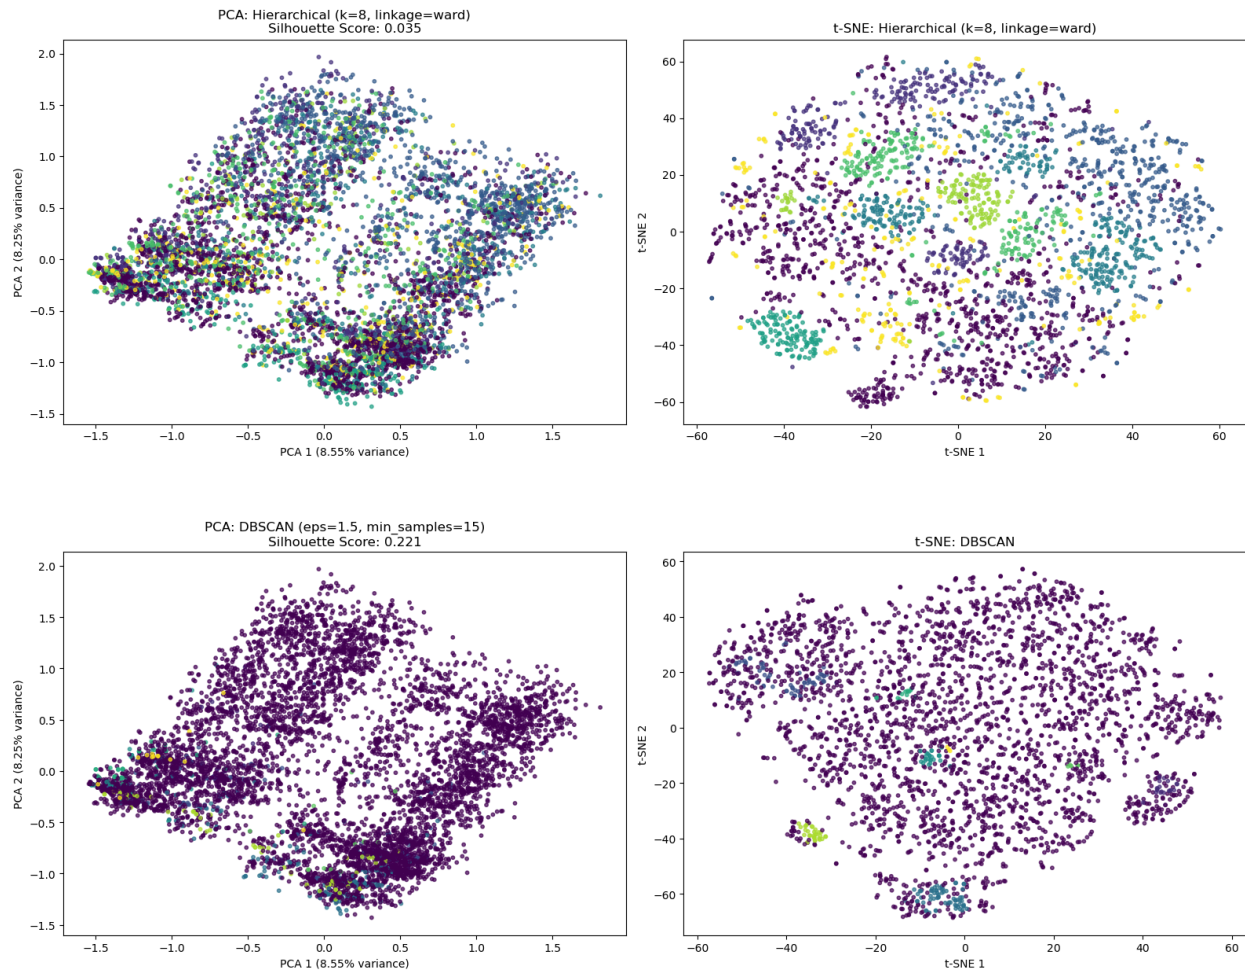 PCA: Hierarchical (k=8, linkage=ward)
Silhouette Score: 0.035
2.0
1.5
1.0
0.5
0.0
−0.5
−1.0
−1.5
PCA 2 (8.25% variance)
−1.5 −1.0 −0.5 0.0 0.5 1.0 1.5
PCA 1 (8.55% variance)
t-SNE: Hierarchical (k=8, linkage=ward)
60
40
20
0
−20
−40
−60
t-SNE 2
−60 −40 −20 0 20 40 60
t-SNE 1
PCA: DBSCAN (eps=1.5, min_samples=15)
Silhouette Score: 0.221
2.0
1.5
1.0
0.5
0.0
−0.5
−1.0
−1.5
PCA 2 (8.25% variance)
−1.5 −1.0 −0.5 0.0 0.5 1.0 1.5
PCA 1 (8.55% variance)
t-SNE: DBSCAN
60
40
20
0
−20
−40
−60
t-SNE 2
−60 −40 −20 0 20 40 60
t-SNE 1